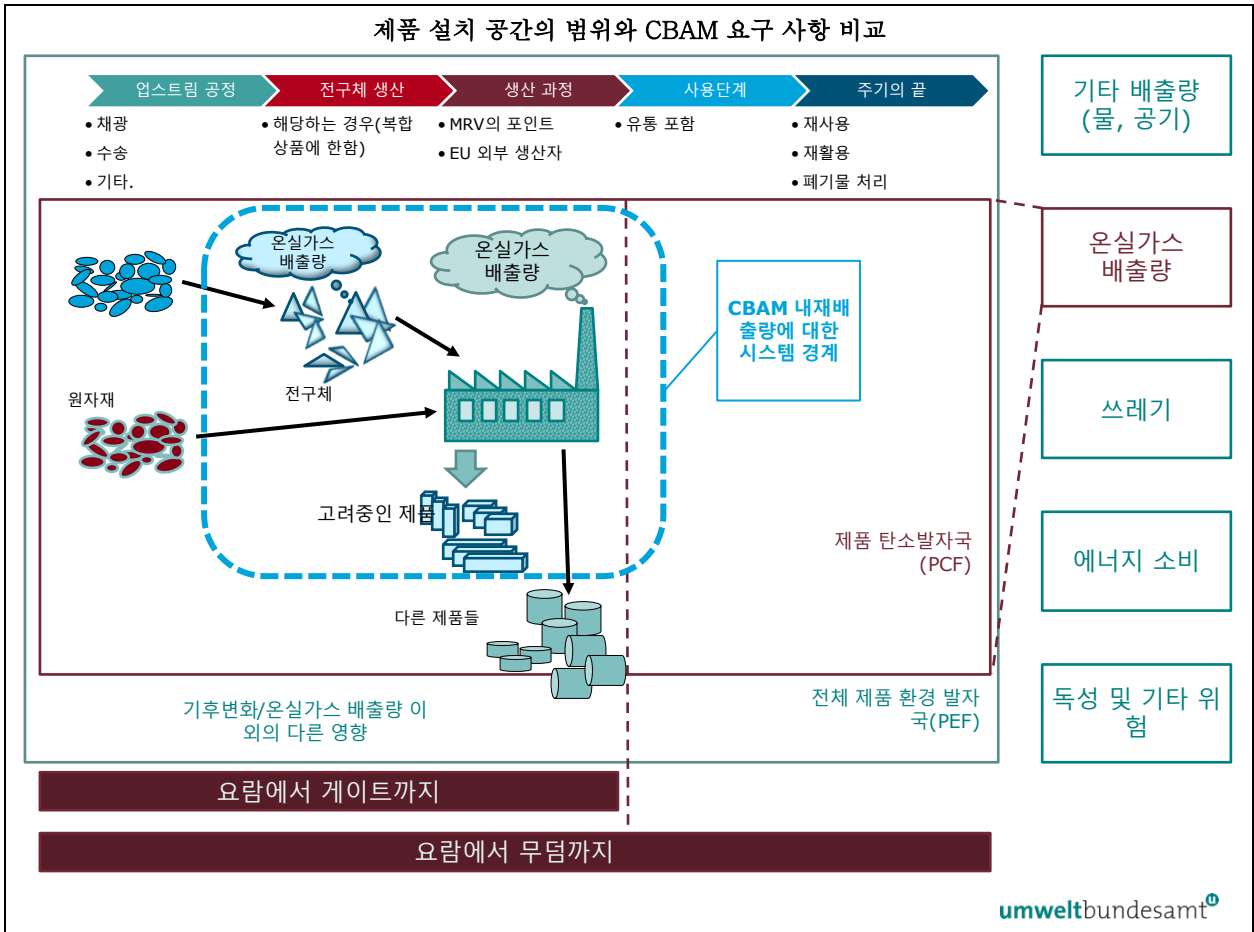 제품 설치 공간의 범위와 CBAM 요구 사항 비교
업스트림 공정
전구체 생산
생산 과정
사용단계
주기의 끝
• 채광
• 수송
• 기타.
• 해당하는 경우(복합
상품에 한함)
• MRV의 포인트
• EU 외부 생산자
• 유통 포함
• 재사용
• 재활용
• 폐기물 처리
기타 배출량
(물, 공기)
온실가스
배출량
쓰레기
에너지 소비
독성 및 기타 위
험
온실가스
배출량
온실가스
배출량
CBAM 내재배
출량에 대한
시스템 경계
전구체
원자재
고려중인 제품
다른 제품들
제품 탄소발자국
(PCF)
기후변화/온실가스 배출량 이
외의 다른 영향
전체 제품 환경 발자
국(PEF)
요람에서 게이트까지
요람에서 무덤까지
umweltbundesamt
u